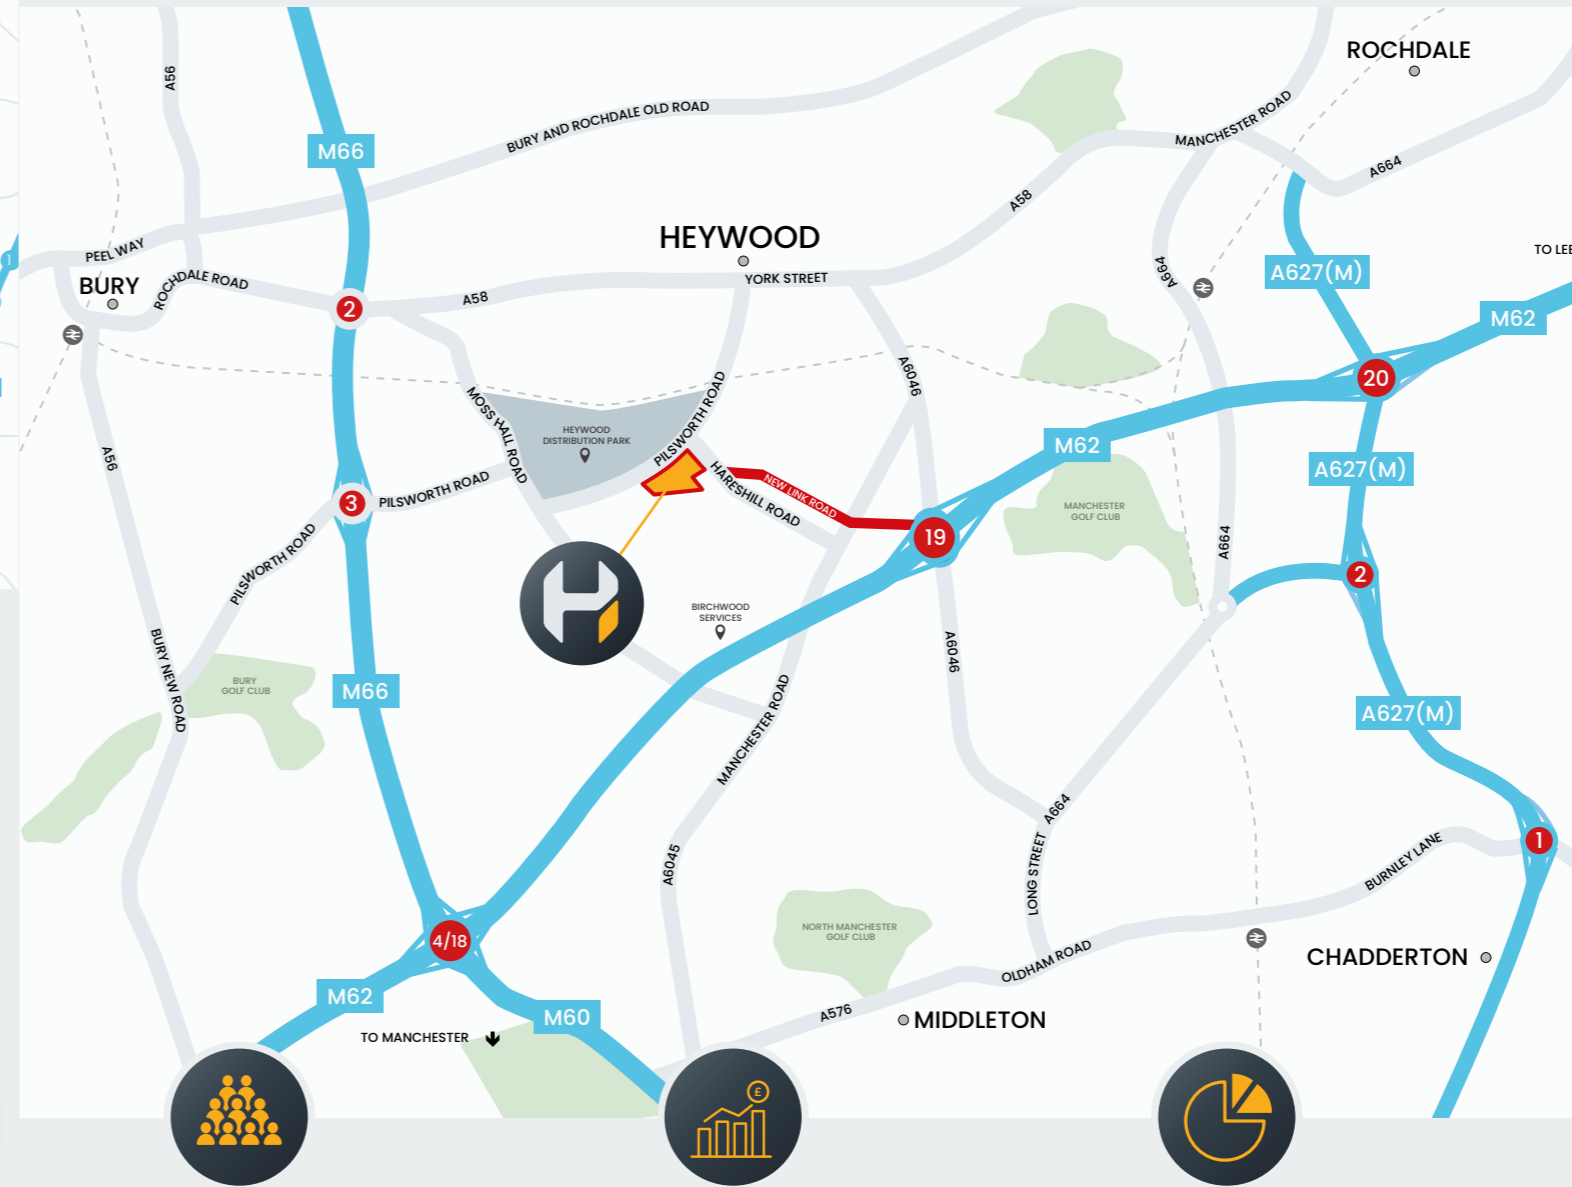 ROCHDALE
A56
BURY AND ROCHDALE OLD ROAD
MANCHESTER ROAD
M66
A664
A58
HEYWOOD
PEEL WAY
TO LEE
1
YORK STREET
BURY
ROCHDALE ROAD
A664
A627(M)
A58
2
M62
A6046
20
MOSS HALL ROAD
PILSWORTH ROAD
HEYWOOD
DISTRIBUTION PARK
M62
A56
A627(M)
HARESHILL ROAD
NEW LINK ROAD
PILSWORTH ROAD
3
MANCHESTER
GOLF CLUB
19
A664
PILSWORTH ROAD
2
BIRCHWOOD
SERVICES
A6046
BURY NEW ROAD
BURY
GOLF CLUB
M66
A627(M)
MANCHESTER ROAD
A664
1
A6045
LONG STREET
BURNLEY LANE
NORTH MANCHESTER
GOLF CLUB
4/18
OLDHAM ROAD
CHADDERTON
M62
M60
A576
MIDDLETON
TO MANCHESTER
£